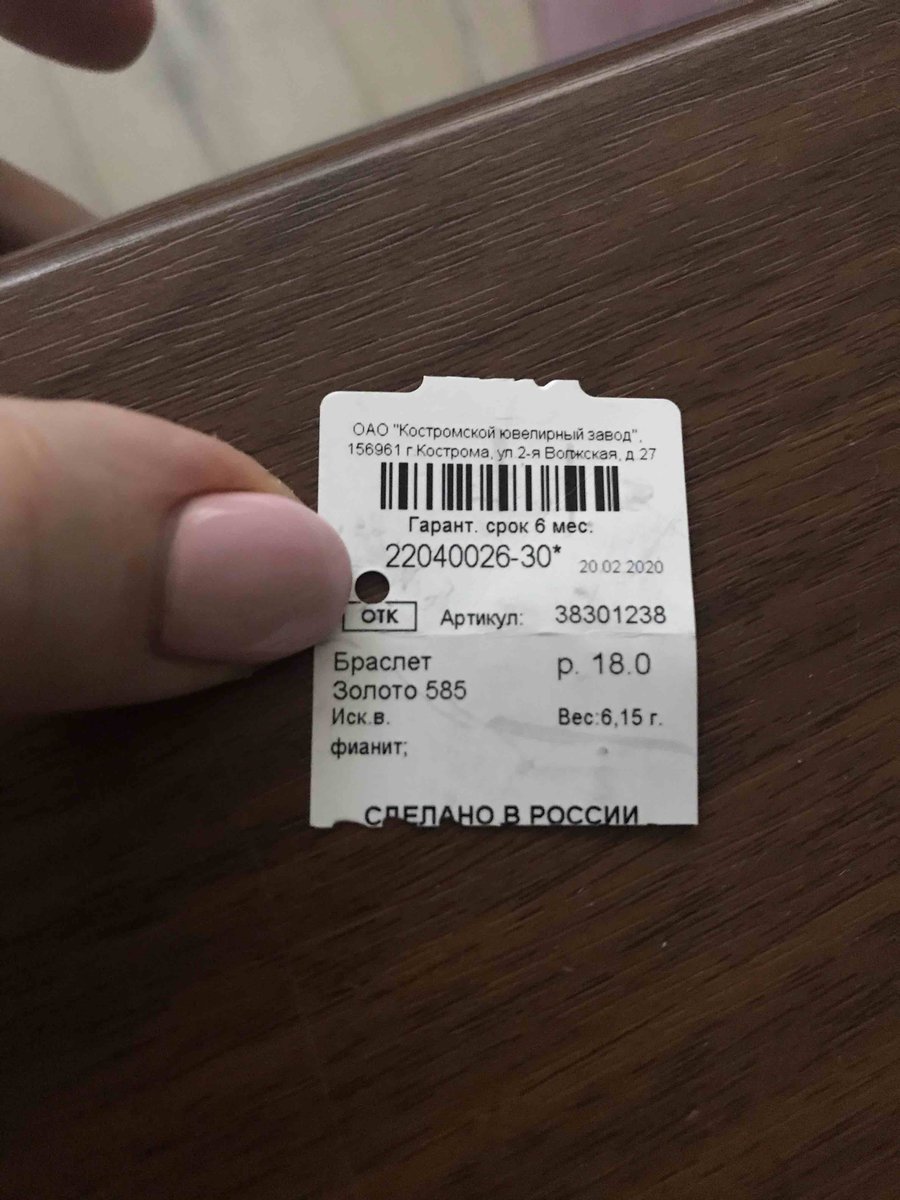 ОАО "Костромской ювелирный завод",
156961 г.Кострома, ул 2-я Волжская, д 27
Гарант. срок 6 мес.
22040026-30*
20 02 2020
ОТК Артикул: 38301238
Браслет р. 18.0
Золото 585
Иск.в. Вес:6,15 г.
фианит;
СДЕЛАНО В РОССИИ